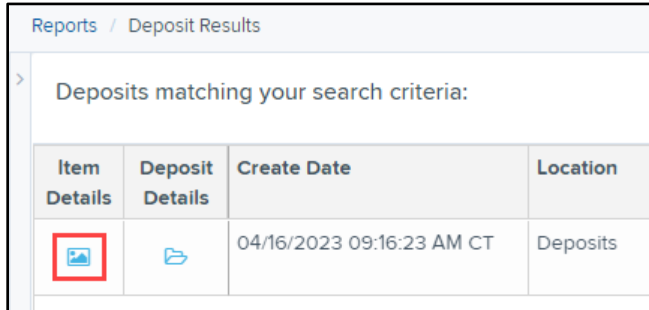 Reports / Deposit Results
>
Deposits matching your search criteria:
Item Details Deposit Details Create Date Location
04/16/2023 09:16:23 AM CT Deposits